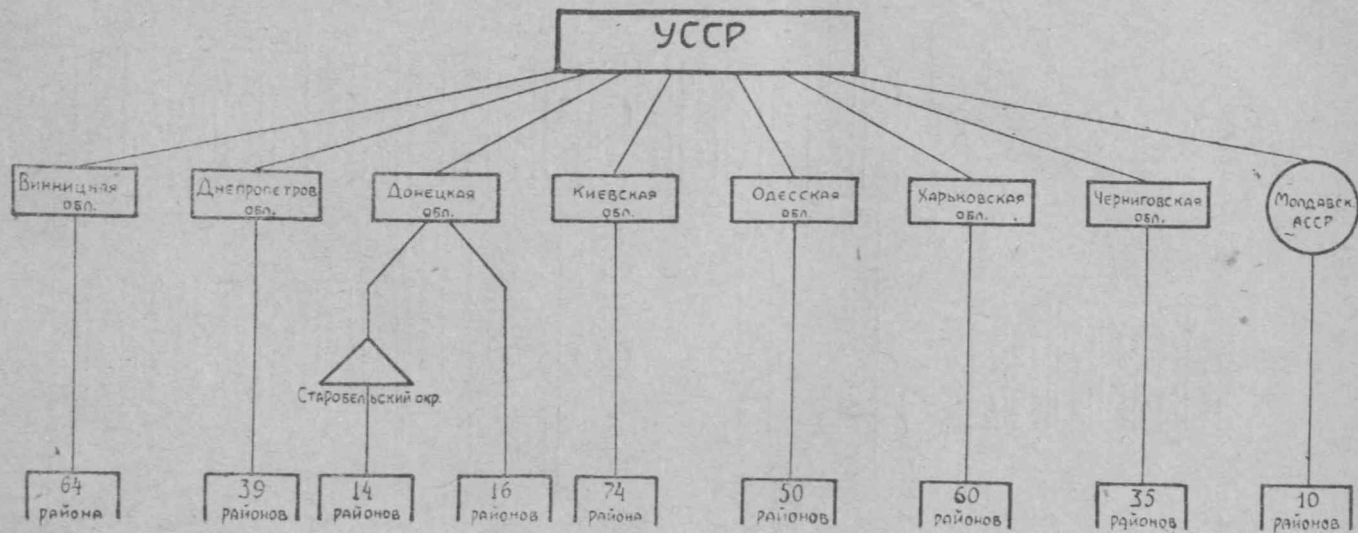 УССР
Винницкая
обл.
Днепропетров.
обл.
Донецкая
обл.
Киевская
обл.
Одесская
обл.
Харьковская
обл.
Черниговская
обл.
Молдавск.
АССР
Старобельский окр.
64
района
39
районов
14
районов
16
районов
74
района
50
районов
60
районов
35
районов
10
районов